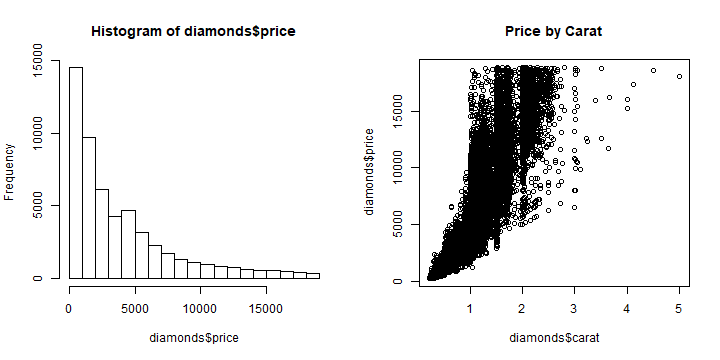 Histogram of diamonds$price
Frequency
15000
10000
5000
0
0 5000 10000 15000
diamonds$price
Price by Carat
diamonds$price
15000
10000
5000
0
1 2 3 4 5
diamonds$carat